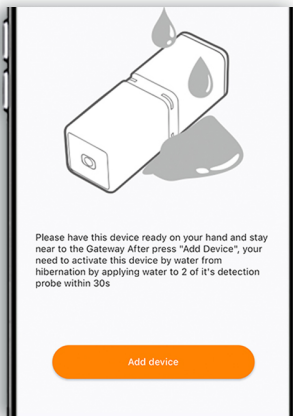 Please have this device ready on your hand and stay
near to the Gateway After press "Add Device", your
need to activate this device by water from
hibernation by applying water to 2 of it's detection
probe within 30s
Add device